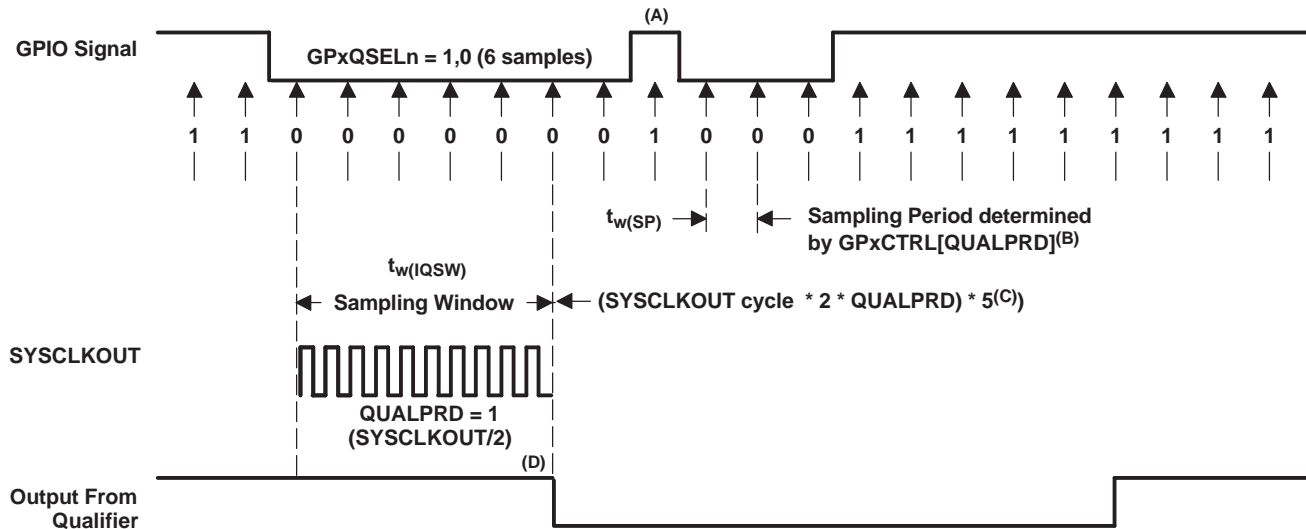 (A)
GPIO Signal
GPxQSELn = 1,0 (6 samples)
1 1 0 0 0 0 0 0 0 1 0 0 0 1 1 1 1 1 1 1 1 1
tw(SP)
Sampling Period determined
by GPxCTRL[QUALPRD](B)
tw(IQSW)
Sampling Window
(SYSCLKOUT cycle * 2 * QUALPRD) * 5(C))
SYSCLKOUT
QUALPRD = 1
(SYSCLKOUT/2)
(D)
Output From
Qualifier